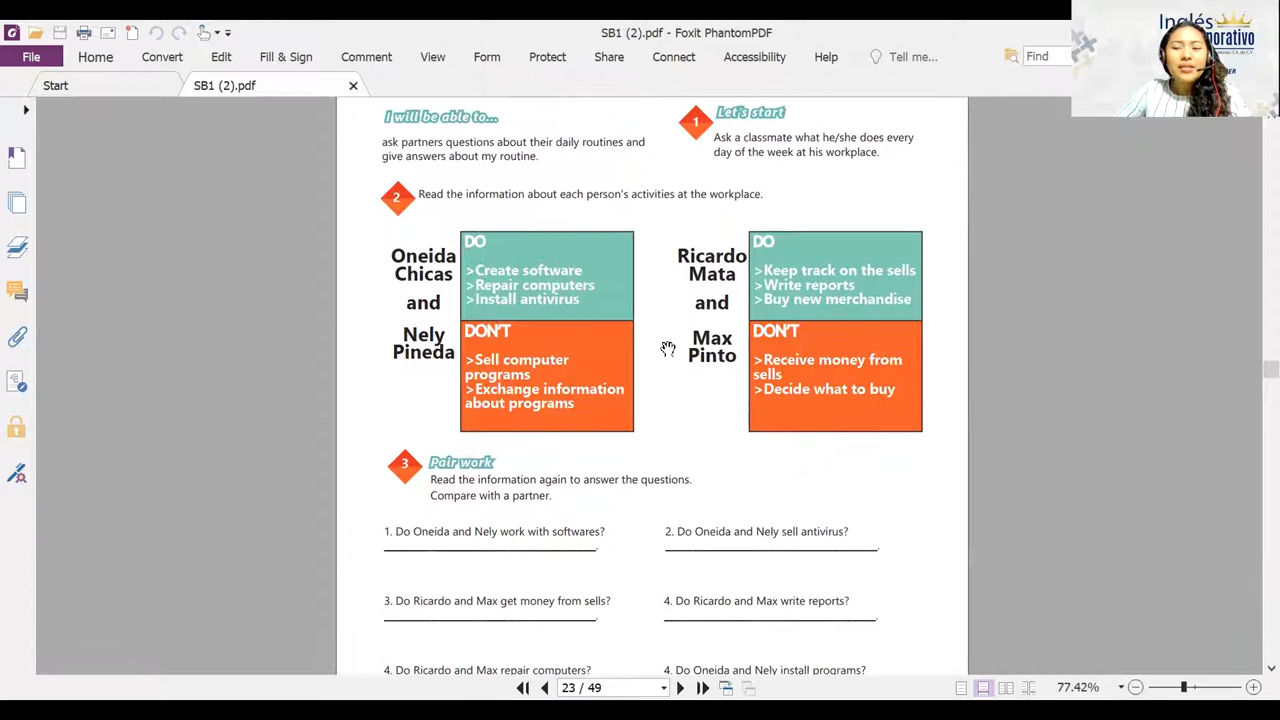 SB1 (2).pdf - Foxit PhantomPDF
Inglés
File Home Convert Fill & Sign Edit Comment View Form Protect Share Connect Accessibility Help Tell me... Find
Start SB1 (2).pdf
I will be able to...
ask partners questions about their daily routines and
give answers about my routine.
1 Let's start
Ask a classmate what he/she does every
day of the week at his workplace.
2 Read the information about each person's activities at the workplace.
Oneida
Chicas
and
Nely
Pineda
DO
>Create software
>Repair computers
>Install antivirus
DON'T
>Sell computer
programs
>Exchange information
about programs
Ricardo
Mata
and
Max
Pinto
DO
>Keep track on the sells
>Write reports
>Buy new merchandise
DON'T
>Receive money from
sells
>Decide what to buy
3 Pair work
Read the information again to answer the questions.
Compare with a partner.
1. Do Oneida and Nely work with softwares?
2. Do Oneida and Nely sell antivirus?
3. Do Ricardo and Max get money from sells?
4. Do Ricardo and Max write reports?
4. Do Ricardo and Max repair computers?
4. Do Oneida and Nely install programs?
23 / 49
77.42%